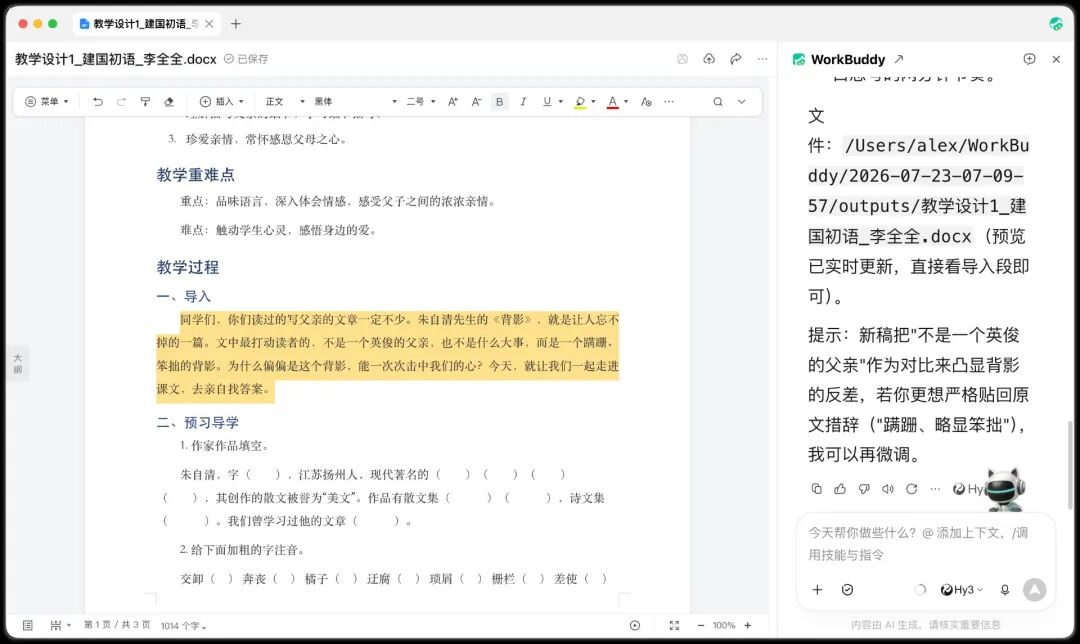 教学设计1_建国初语_李
教学设计1_建国初语_李全全.docx 已保存
菜单 插入 正文 黑体 二号 A+ A- B I U A
3. 珍爱亲情，常怀感恩父母之心。
教学重难点
重点：品味语言，深入体会情感，感受父子之间的浓浓亲情。
难点：触动学生心灵，感悟身边的爱。
教学过程
一、导入
同学们，你们读过的写父亲的文章一定不少。朱自清先生的《背影》，就是让人忘不
掉的一篇。文中最打动读者的，不是一个英俊的父亲，也不是什么大事，而是一个蹒跚、
笨拙的背影。为什么偏偏是这个背影，能一次次击中我们的心？今天，就让我们一起走进
课文，去亲自找答案。
二、预习导学
1. 作家作品填空。
朱自清，字（　　），江苏扬州人，现代著名的（　　）（　　）（　　）
（　　），其创作的散文被誉为“美文”。作品有散文集（　　）（　　），诗文集
（　　）。我们曾学习过他的文章（　　）。
2. 给下面加粗的字注音。
交卸（　） 奔丧（　） 橘子（　） 迂腐（　） 琐屑（　） 栅栏（　） 差使（　）
大纲
第 1 页 / 共 3 页 1014 个字 100%
WorkBuddy
文
件：/Users/alex/WorkBu
ddy/2026-07-23-07-09-
57/outputs/教学设计1_建
国初语_李全全.docx（预览
已实时更新，直接看导入段即
可）。
提示：新稿把"不是一个英俊
的父亲"作为对比来凸显背影
的反差，若你更想严格贴回原
文措辞（"蹒跚、略显笨拙"），
我可以再微调。
Hy
今天帮你做些什么？@ 添加上下文，/调
用技能与指令
Hy3
内容由 AI 生成，请核实重要信息